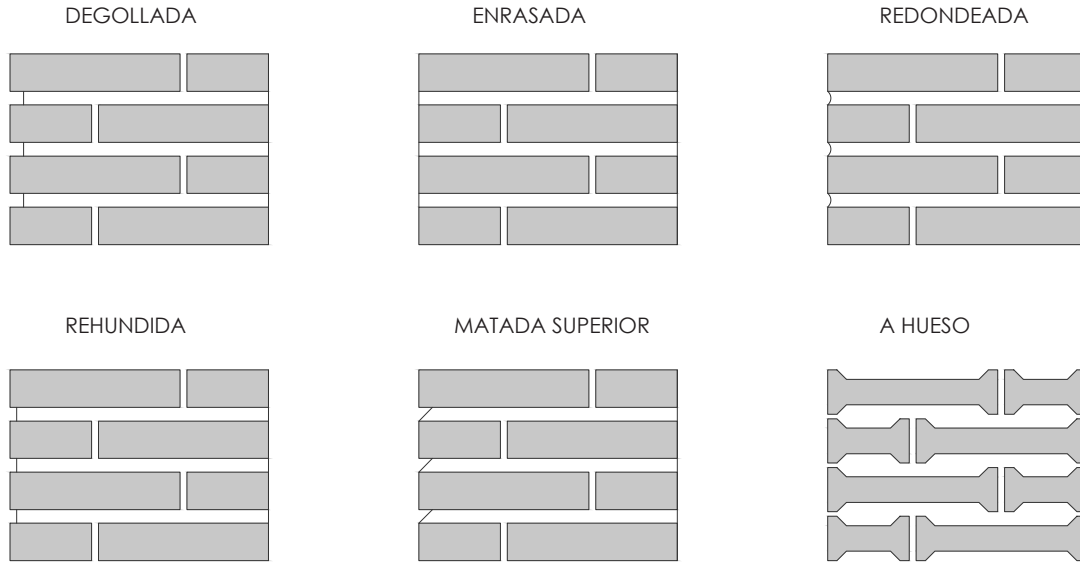 DEGOLLADA
ENRASADA
REDONDEADA
REHUNDIDA
MATADA SUPERIOR
A HUESO